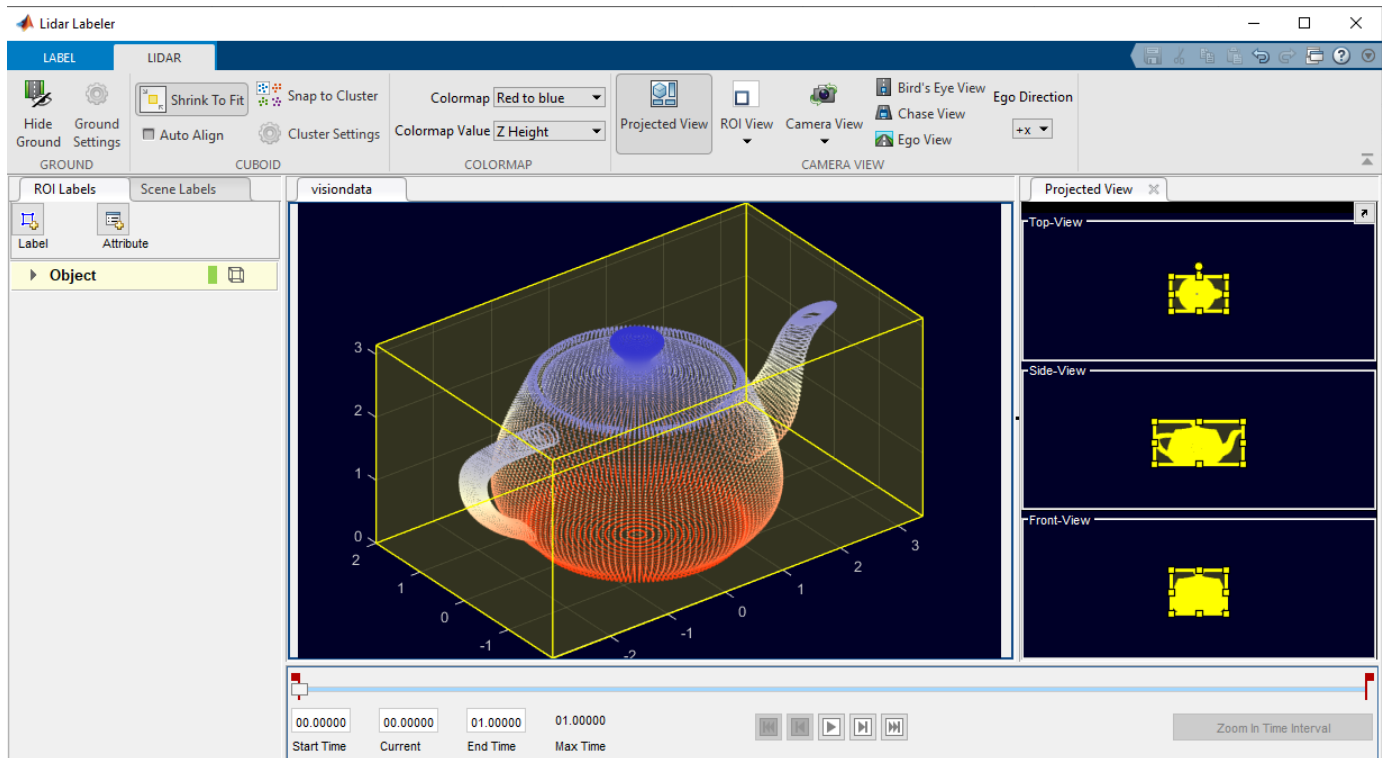 Lidar Labeler
LABEL
LIDAR
Hide Ground
Ground Settings
GROUND
Shrink To Fit
Auto Align
Snap to Cluster
Cluster Settings
CUBOID
Colormap Red to blue
Colormap Value Z Height
COLORMAP
Projected View
ROI View
Camera View
Bird's Eye View
Chase View
Ego View
Ego Direction
+x
CAMERA VIEW
ROI Labels
Scene Labels
Label
Attribute
Object
visiondata
3
2
1
0
2
1
0
-1
-2
-1
0
1
2
3
Projected View
Top-View
Side-View
Front-View
00.00000
00.00000
01.00000
01.00000
Start Time
Current
End Time
Max Time
Zoom In Time Interval